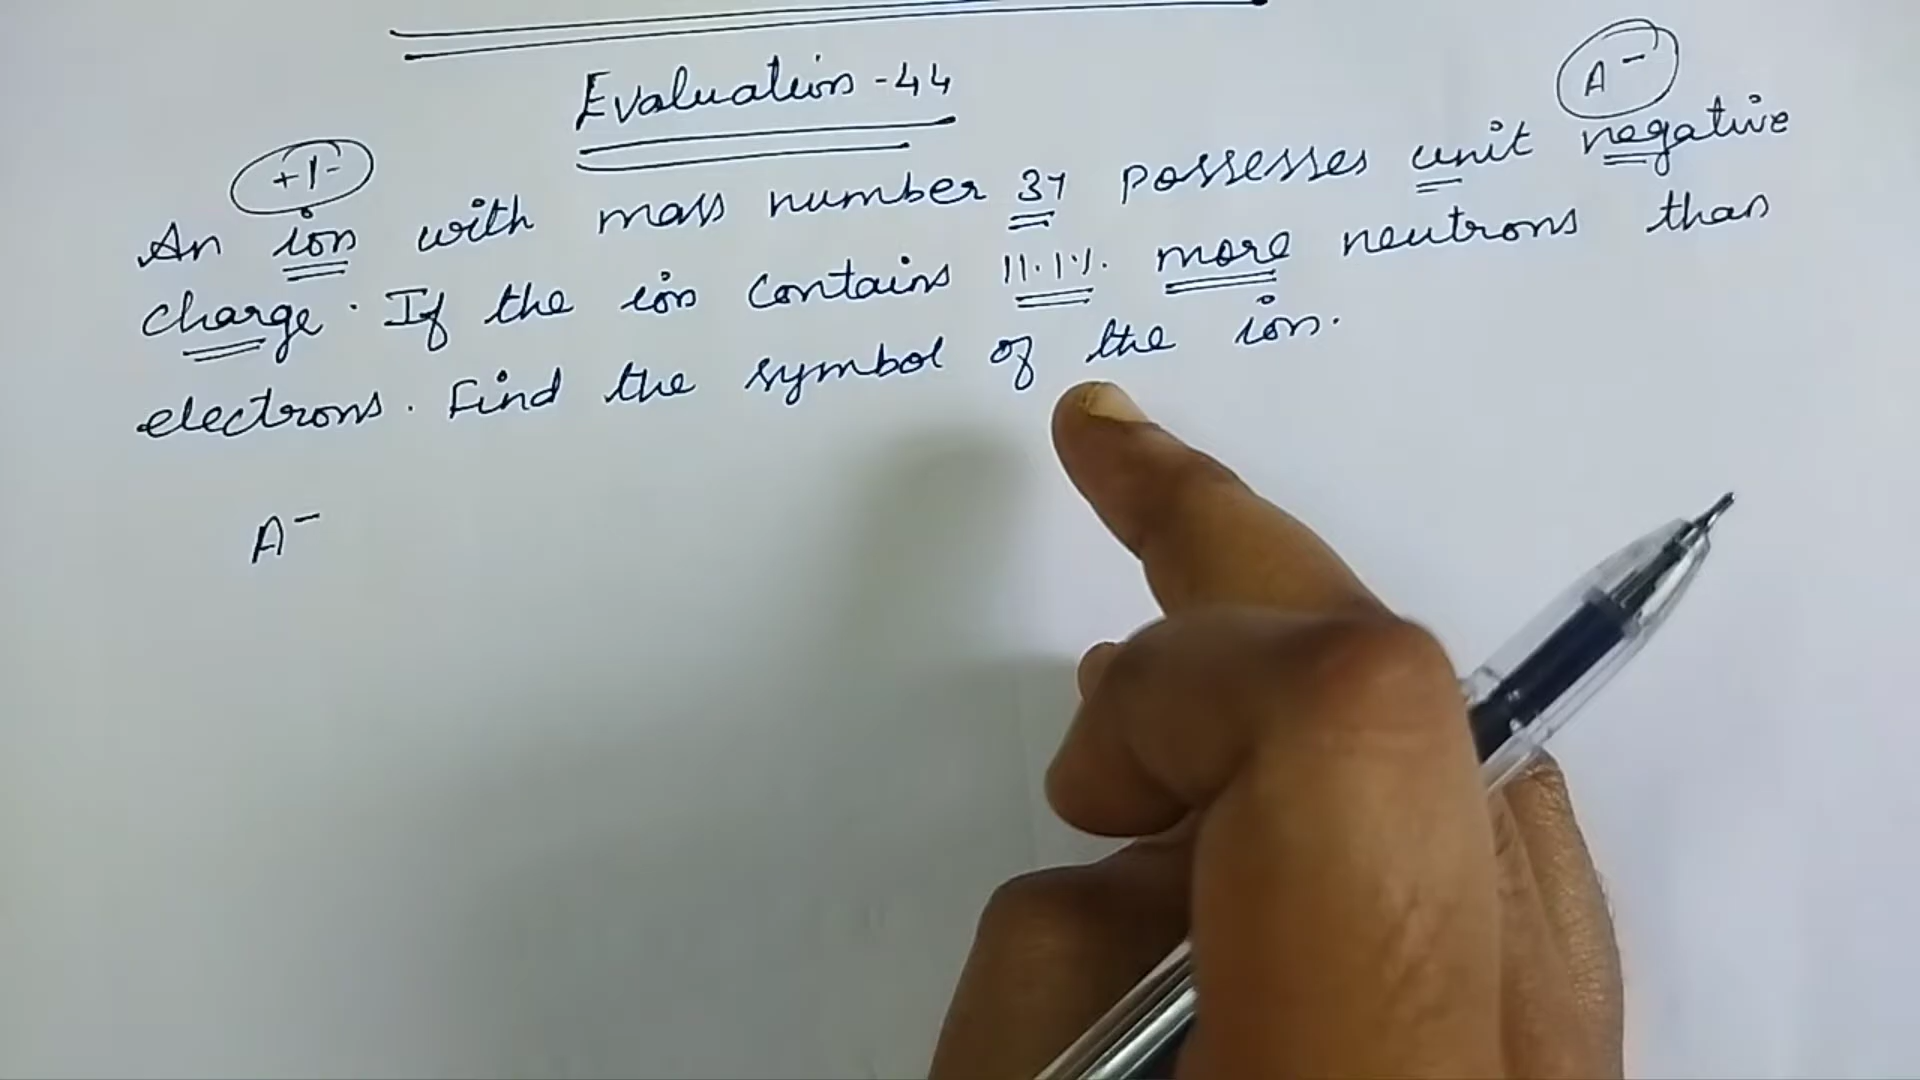 Evaluation - 44
A⁻
+/-
An ion with mass number 37 possesses unit negative
charge. If the ion contains 11.1%. more neutrons than
electrons. Find the symbol of the ion.
A⁻